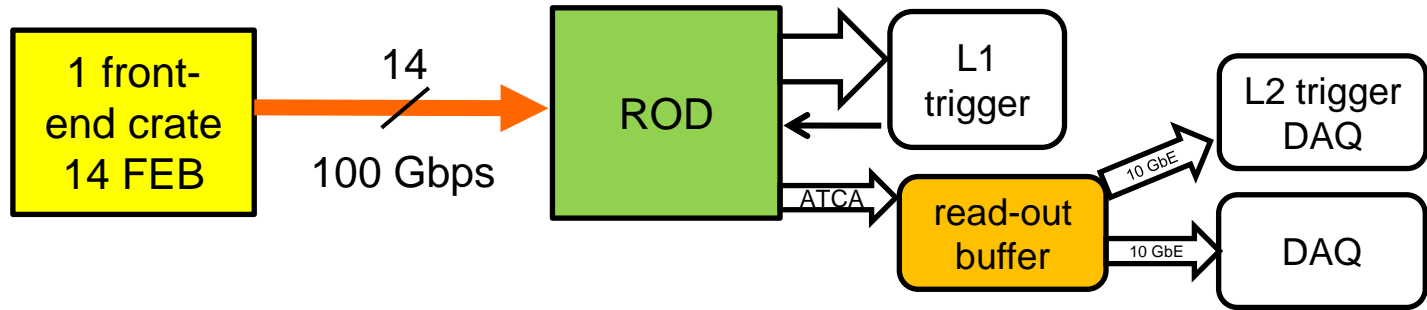 1 front-
end crate
14 FEB
14
100 Gbps
ROD
L1
trigger
ATCA
read-out
buffer
10 GbE
10 GbE
L2 trigger
DAQ
DAQ